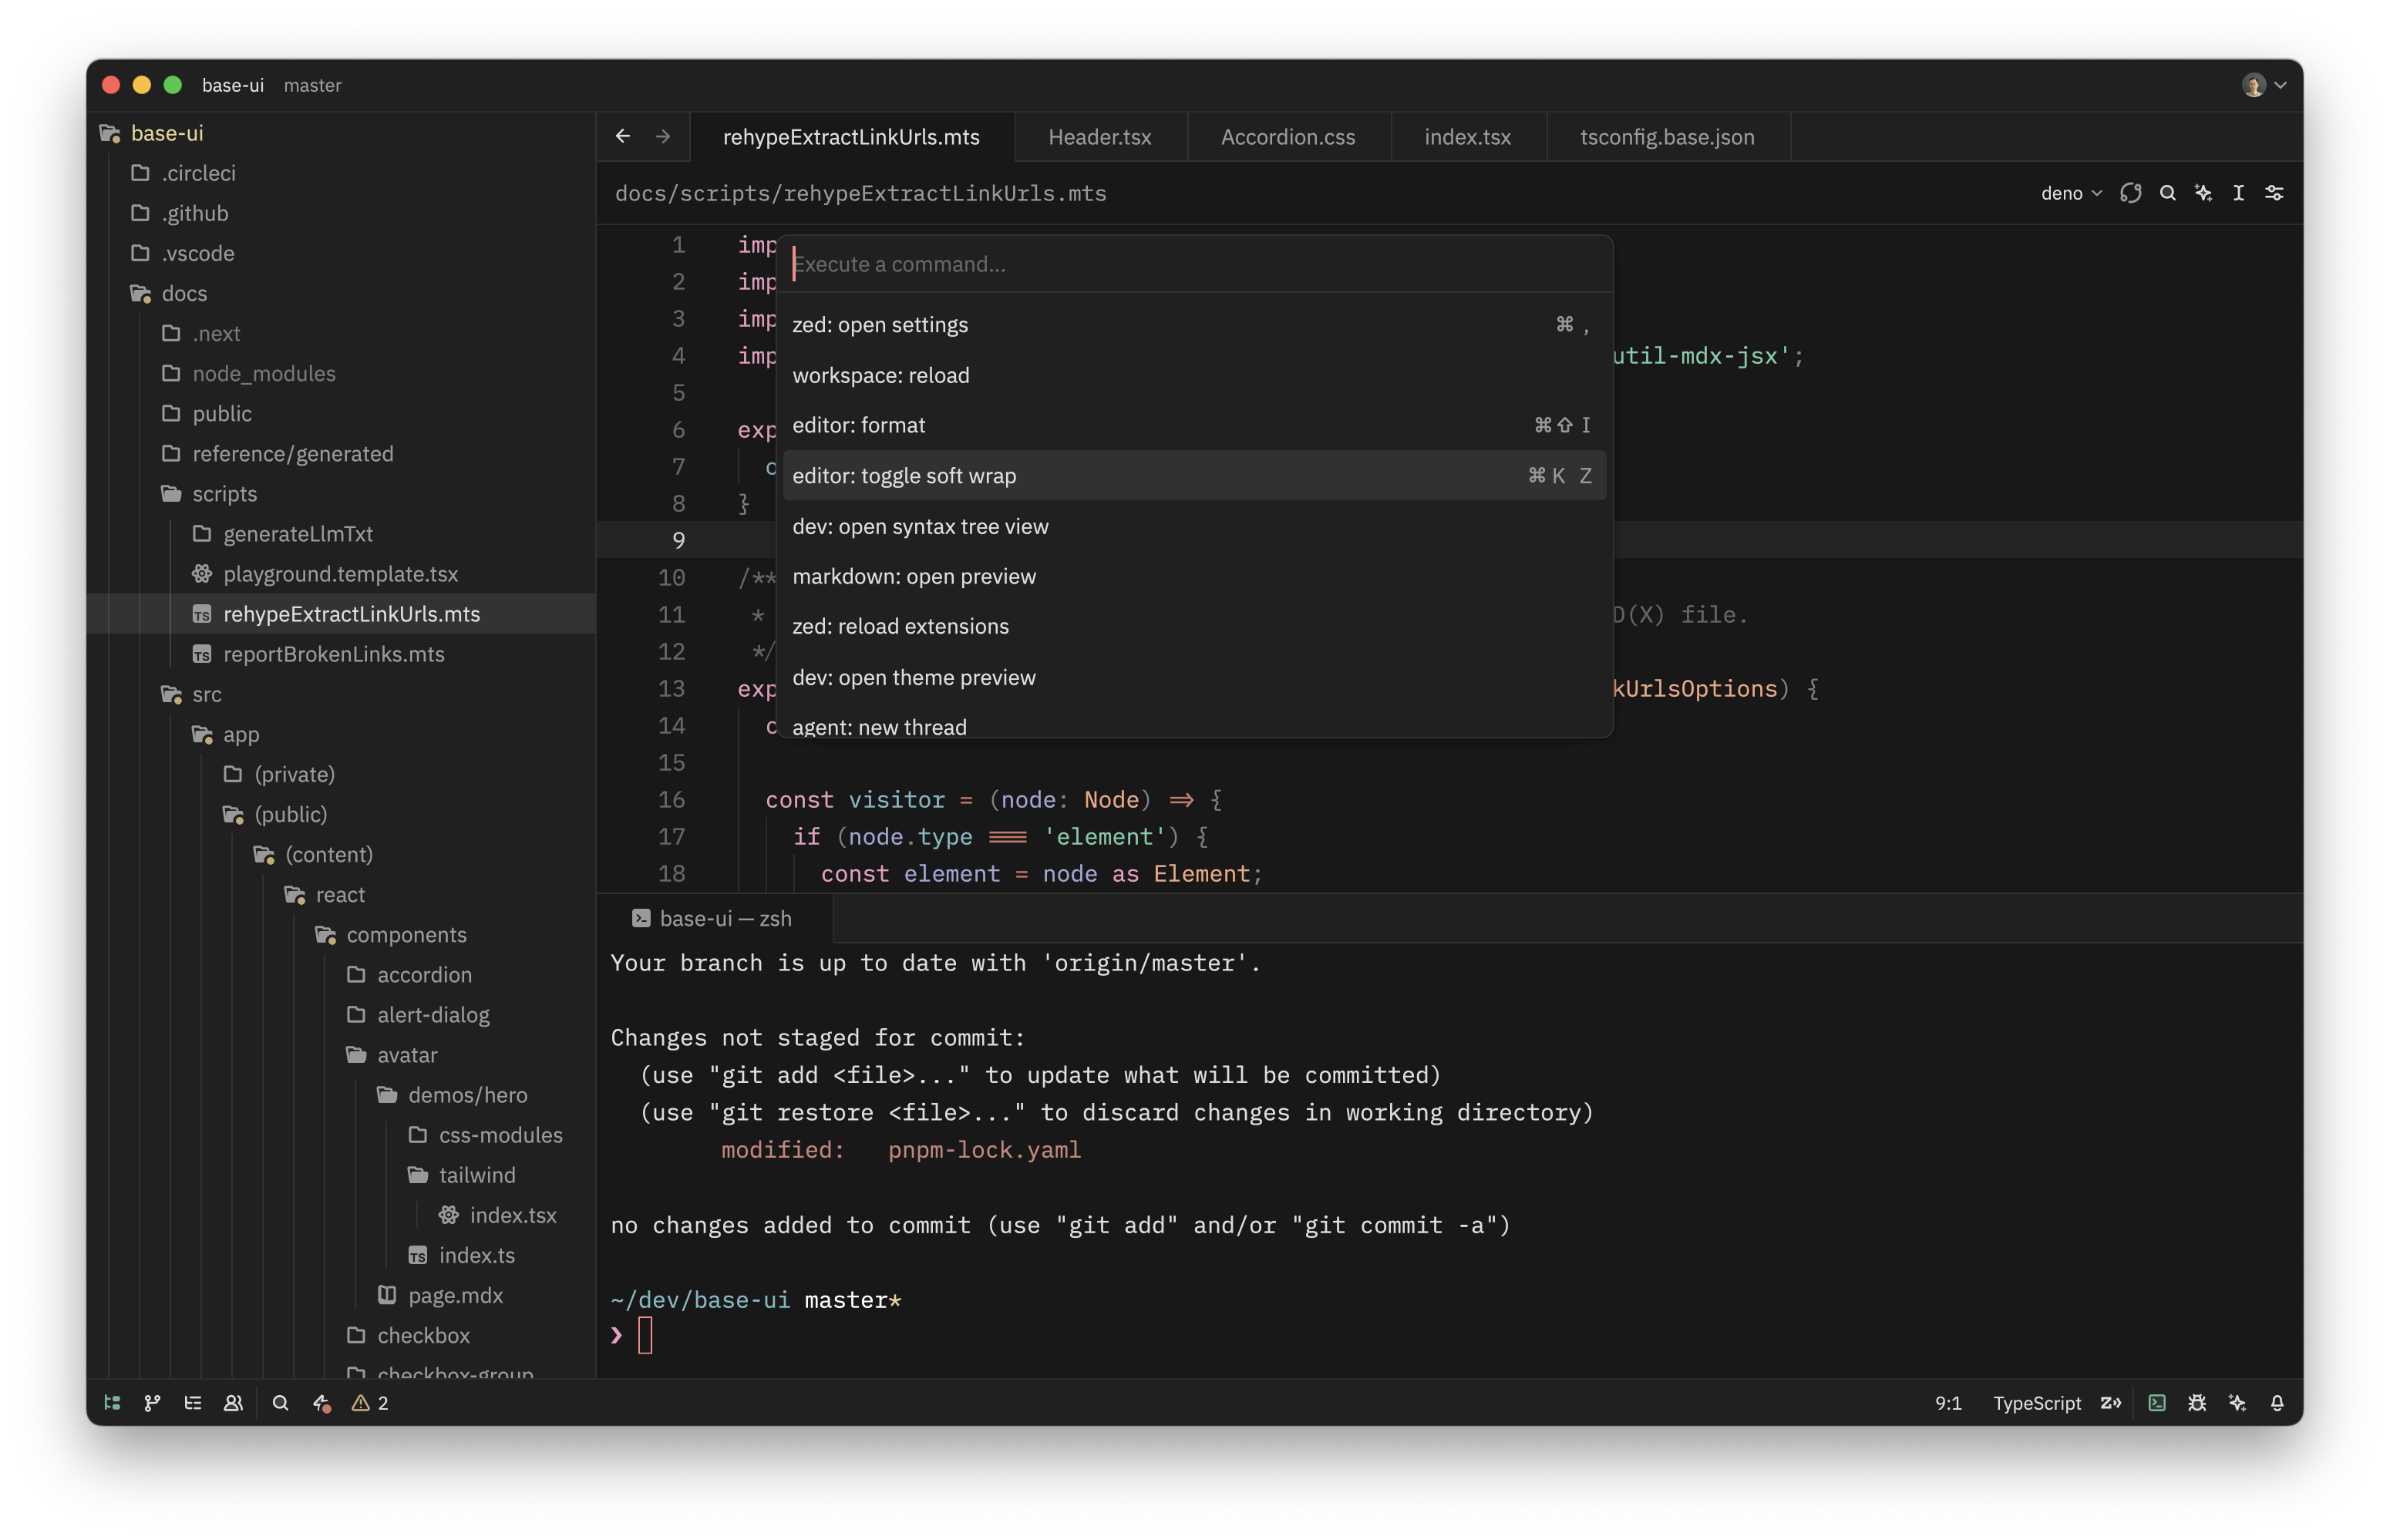 base-ui master
base-ui
.circleci
.github
.vscode
docs
.next
node_modules
public
reference/generated
scripts
generateLlmTxt
playground.template.tsx
rehypeExtractLinkUrls.mts
reportBrokenLinks.mts
src
app
(private)
(public)
(content)
react
components
accordion
alert-dialog
avatar
demos/hero
css-modules
tailwind
index.tsx
index.ts
page.mdx
checkbox
checkbox-group
rehypeExtractLinkUrls.mts Header.tsx Accordion.css index.tsx tsconfig.base.json
docs/scripts/rehypeExtractLinkUrls.mts deno
Execute a command...
zed: open settings ⌘ ,
workspace: reload
editor: format ⌘⇧ I
editor: toggle soft wrap ⌘K Z
dev: open syntax tree view
markdown: open preview
zed: reload extensions
dev: open theme preview
agent: new thread
1 imp
2 imp
3 imp
4 imp util-mdx-jsx';
5
6 exp
7 o
8 }
9
10 /**
11 * D(X) file.
12 */
13 exp kUrlsOptions) {
14 c
15
16 const visitor = (node: Node) => {
17 if (node.type === 'element') {
18 const element = node as Element;
base-ui — zsh
Your branch is up to date with 'origin/master'.
Changes not staged for commit:
(use "git add <file>..." to update what will be committed)
(use "git restore <file>..." to discard changes in working directory)
modified: pnpm-lock.yaml
no changes added to commit (use "git add" and/or "git commit -a")
~/dev/base-ui master*
❯
2 9:1 TypeScript